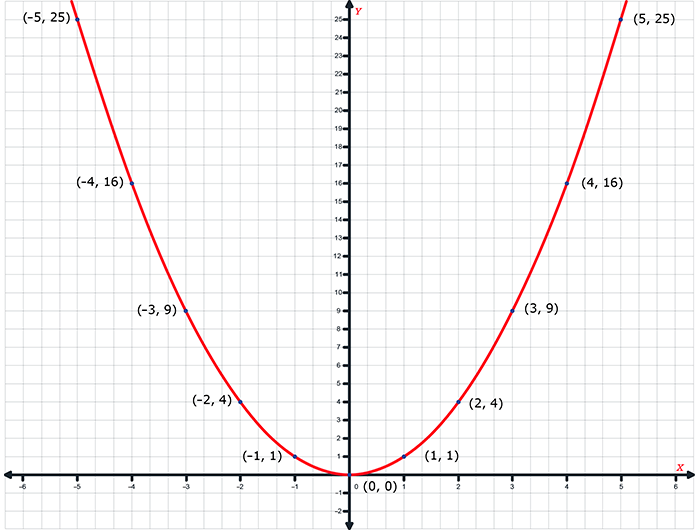 Y
(-5, 25) 25 (5, 25)
24
23
22
21
20
19
18
17
(-4, 16) 16 (4, 16)
15
14
13
12
11
10
(-3, 9) 9 (3, 9)
8
7
6
5
(-2, 4) 4 (2, 4)
3
2
(-1, 1) 1 (1, 1)
X
-6 -5 -4 -3 -2 -1 0 (0, 0) 1 2 3 4 5 6
-1
-2